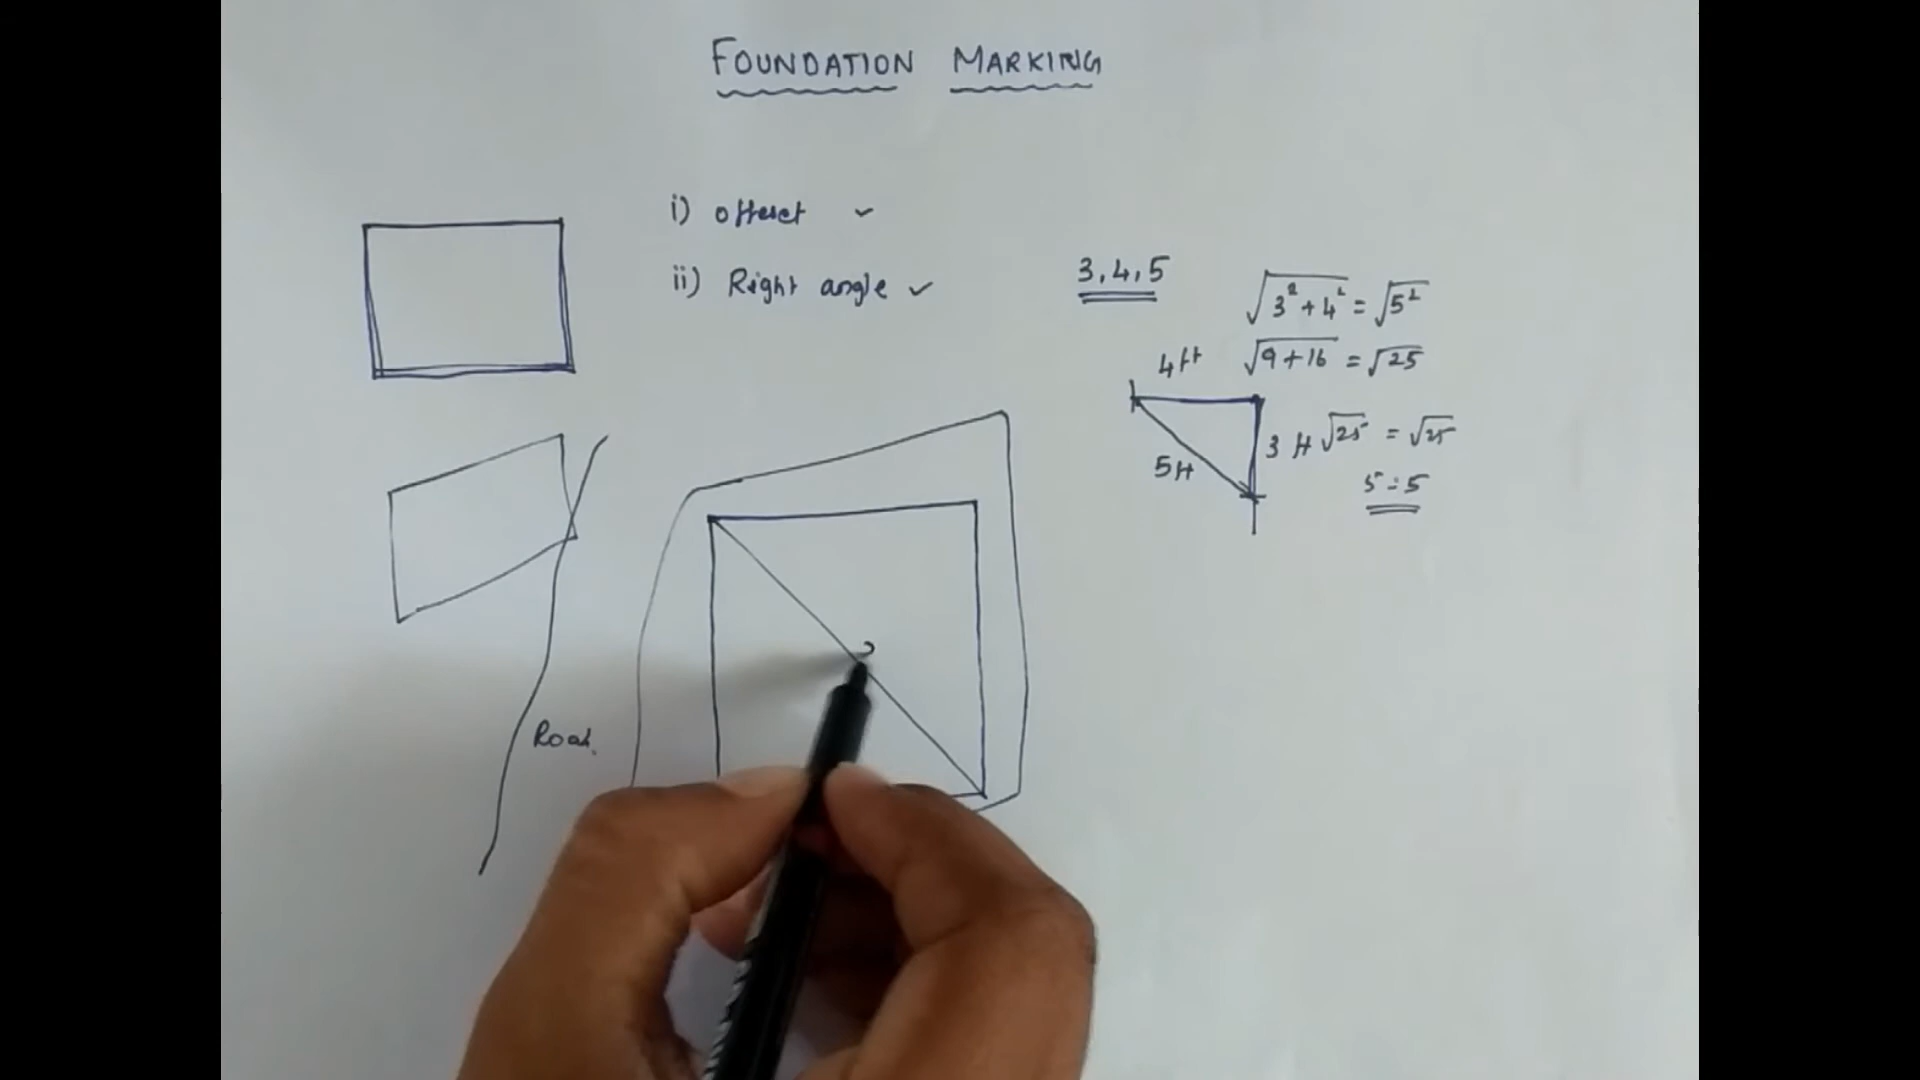 FOUNDATION MARKING
i) offset ✓
ii) Right angle ✓
3, 4, 5
√3²+4² = √5²
√9+16 = √25
4ft
3 ft
√25 = √25
5ft
5 = 5
Road.